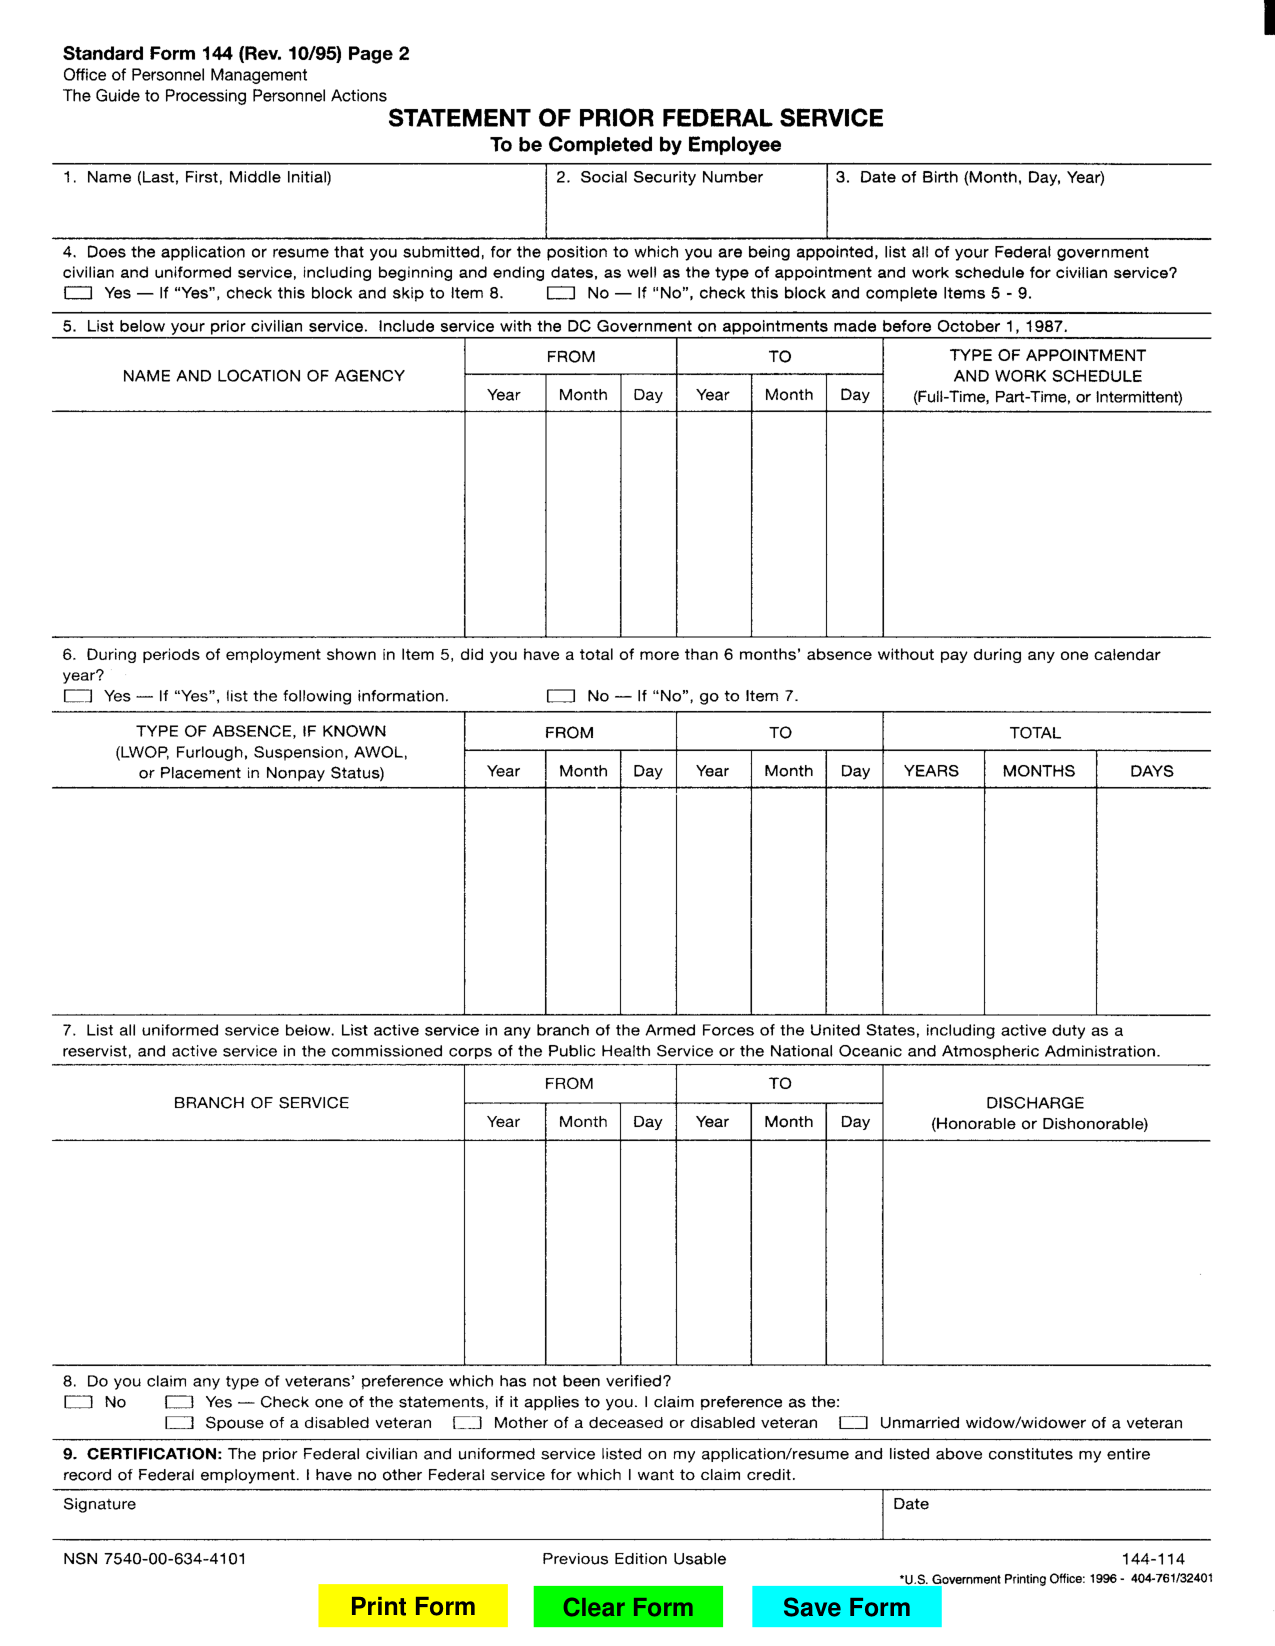 Standard Form 144 (Rev. 10/95) Page 2
Office of Personnel Management
The Guide to Processing Personnel Actions
STATEMENT OF PRIOR FEDERAL SERVICE
To be Completed by Employee
1. Name (Last, First, Middle Initial)
2. Social Security Number
3. Date of Birth (Month, Day, Year)
4. Does the application or resume that you submitted, for the position to which you are being appointed, list all of your Federal government
civilian and uniformed service, including beginning and ending dates, as well as the type of appointment and work schedule for civilian service?
Yes — If “Yes”, check this block and skip to Item 8. No — If “No”, check this block and complete Items 5 - 9.
5. List below your prior civilian service. Include service with the DC Government on appointments made before October 1, 1987.
NAME AND LOCATION OF AGENCY
FROM
TO
TYPE OF APPOINTMENT
AND WORK SCHEDULE
(Full-Time, Part-Time, or Intermittent)
Year Month Day Year Month Day
6. During periods of employment shown in Item 5, did you have a total of more than 6 months’ absence without pay during any one calendar
year?
Yes — If “Yes”, list the following information. No — If “No”, go to Item 7.
TYPE OF ABSENCE, IF KNOWN
(LWOP, Furlough, Suspension, AWOL,
or Placement in Nonpay Status)
FROM
TO
TOTAL
Year Month Day Year Month Day YEARS MONTHS DAYS
7. List all uniformed service below. List active service in any branch of the Armed Forces of the United States, including active duty as a
reservist, and active service in the commissioned corps of the Public Health Service or the National Oceanic and Atmospheric Administration.
BRANCH OF SERVICE
FROM
TO
DISCHARGE
(Honorable or Dishonorable)
Year Month Day Year Month Day
8. Do you claim any type of veterans’ preference which has not been verified?
No Yes — Check one of the statements, if it applies to you. I claim preference as the:
Spouse of a disabled veteran Mother of a deceased or disabled veteran Unmarried widow/widower of a veteran
9. CERTIFICATION: The prior Federal civilian and uniformed service listed on my application/resume and listed above constitutes my entire
record of Federal employment. I have no other Federal service for which I want to claim credit.
Signature
Date
NSN 7540-00-634-4101
Previous Edition Usable
144-114
*U.S. Government Printing Office: 1996 - 404-761/32401
Print Form
Clear Form
Save Form